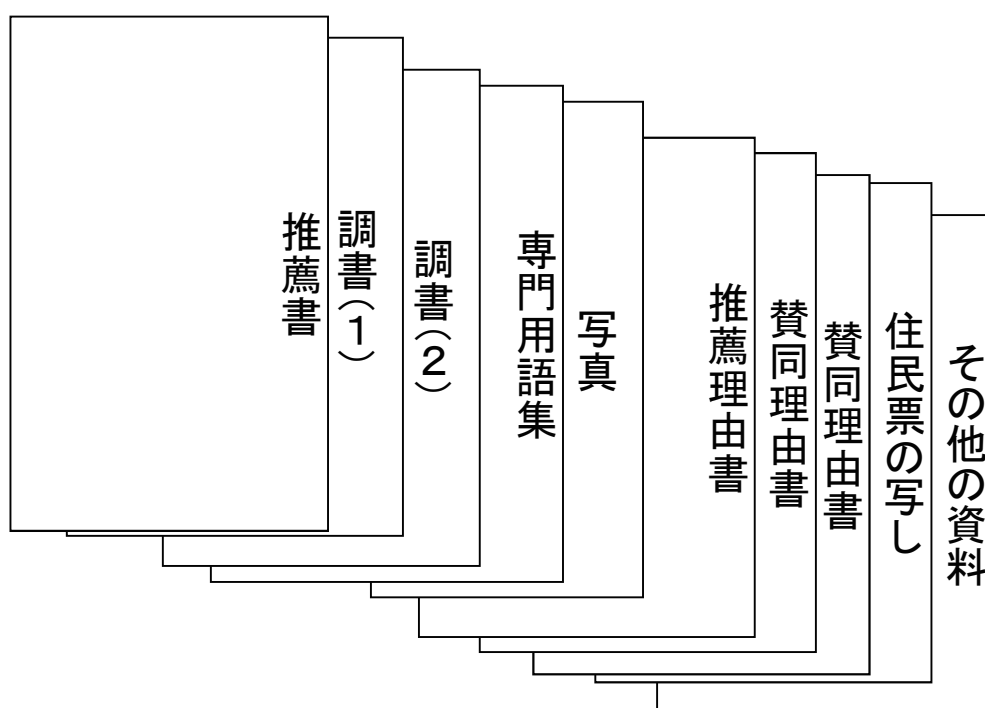 推薦書
調書(１)
調書(２)
専門用語集
写真
推薦理由書
賛同理由書
賛同理由書
住民票の写し
その他の資料